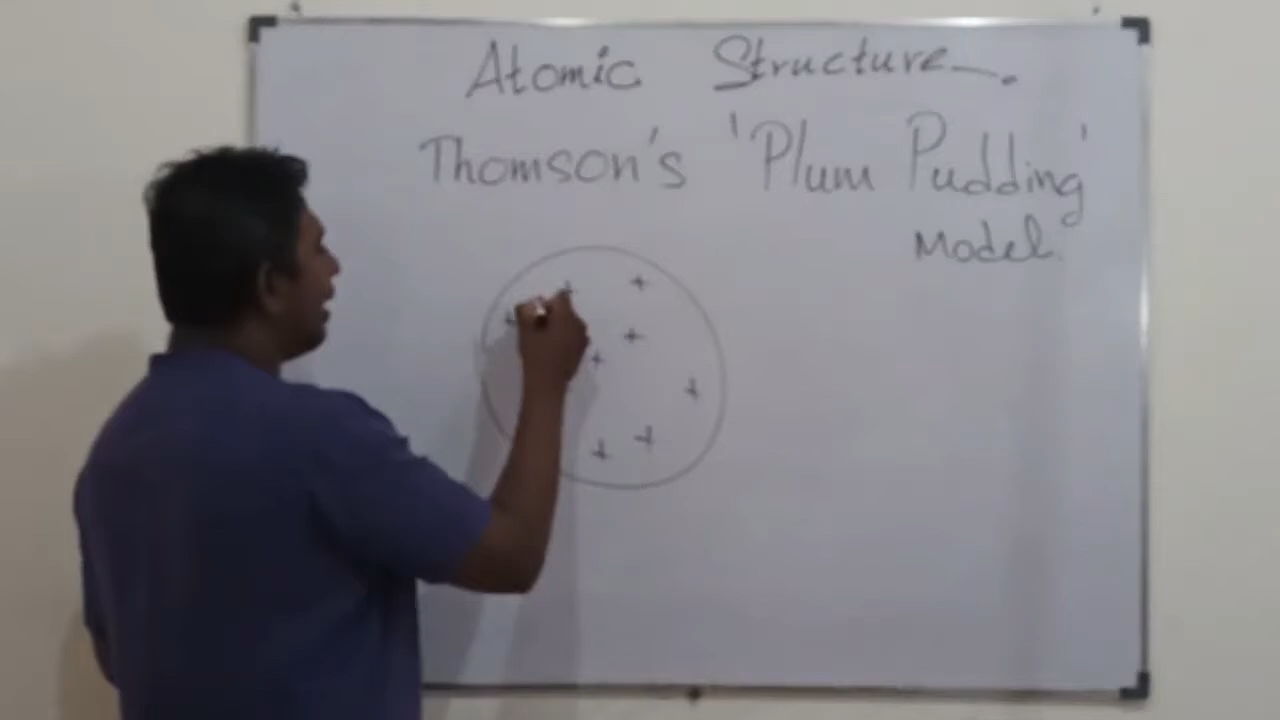 Atomic Structure.
Thomson's 'Plum Pudding'
Model.
+ +
+ +
+
+
+ +